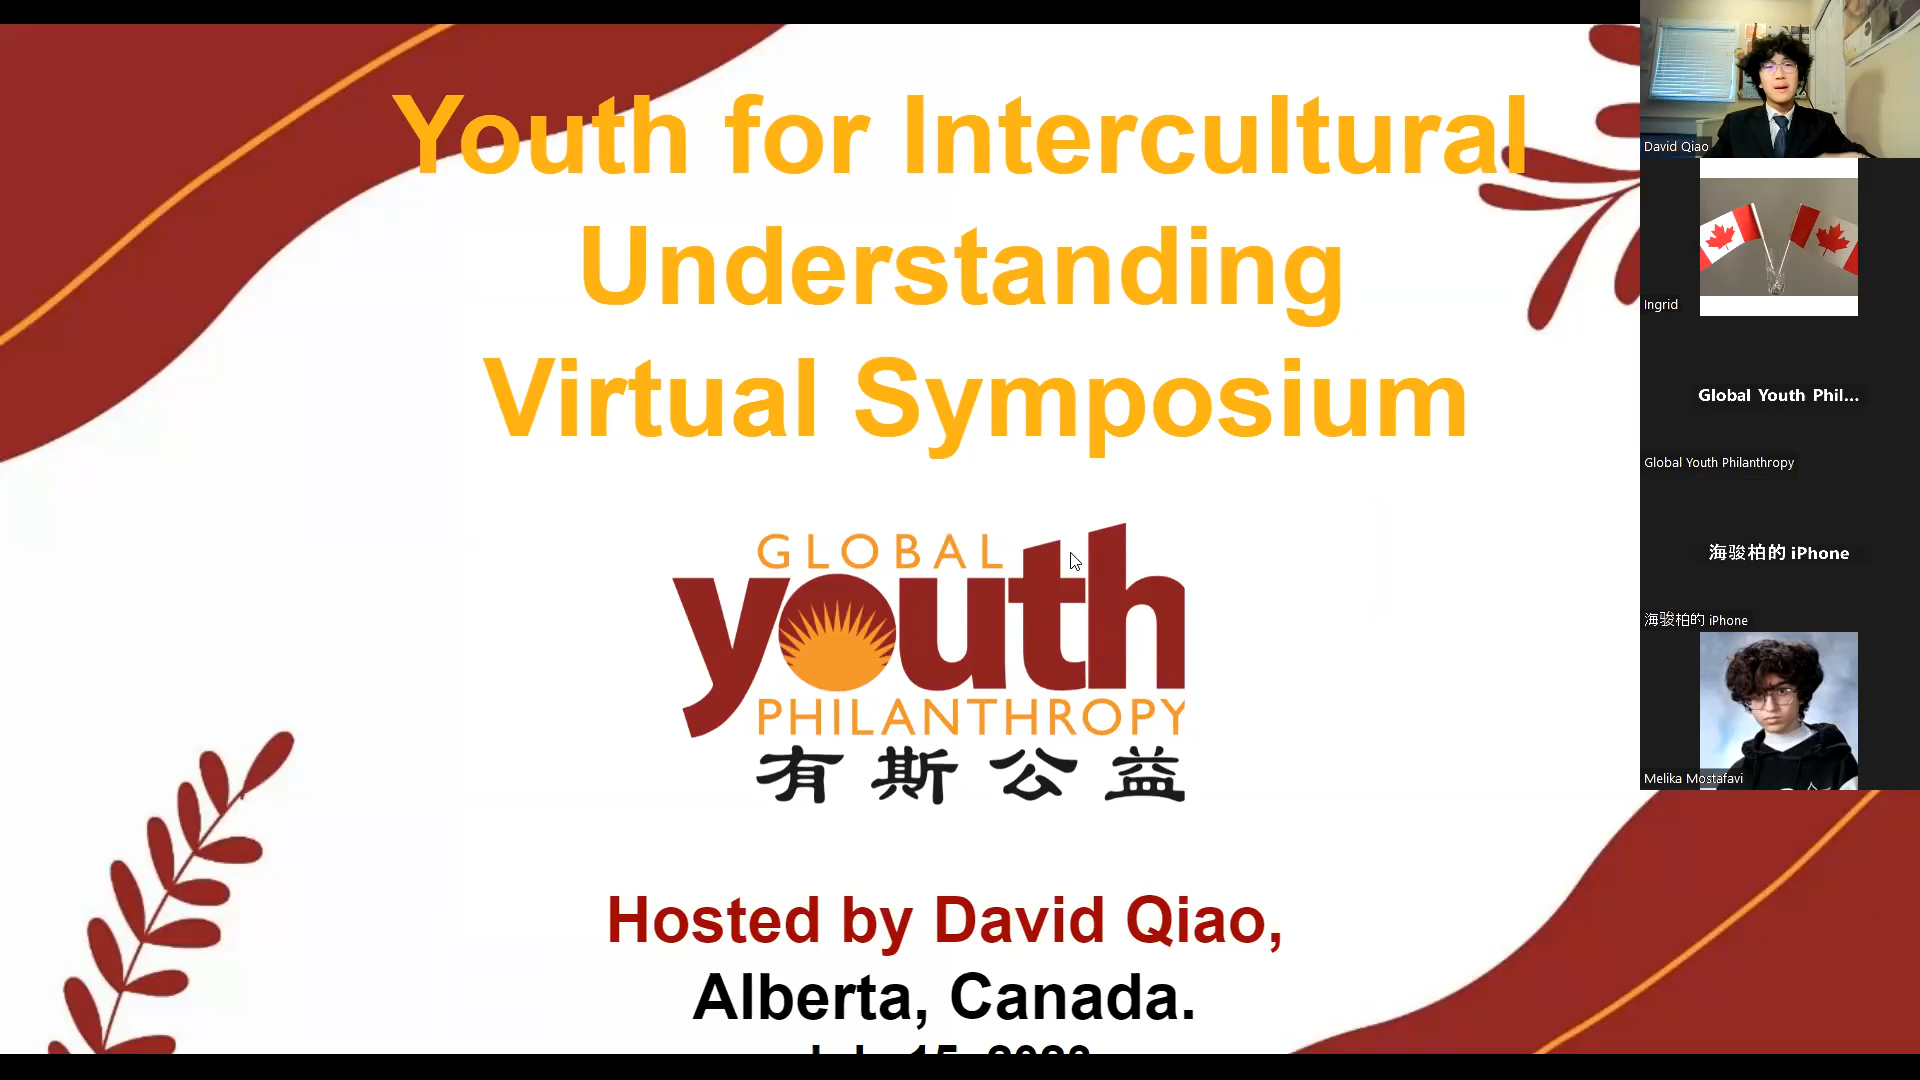 Youth for Intercultural
Understanding
Virtual Symposium
GLOBAL
youth
PHILANTHROPY
有斯公益
Hosted by David Qiao,
Alberta, Canada.
David Qiao
Ingrid
Global Youth Phil...
Global Youth Philanthropy
海骏柏的 iPhone
海骏柏的 iPhone
Melika Mostafavi